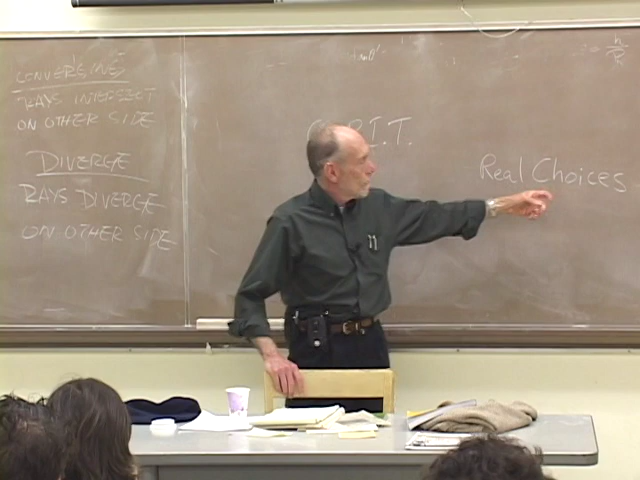 CONVERGING
RAYS INTERSECT
ON OTHER SIDE
DIVERGE
RAYS DIVERGE
ON OTHER SIDE
Real Choices